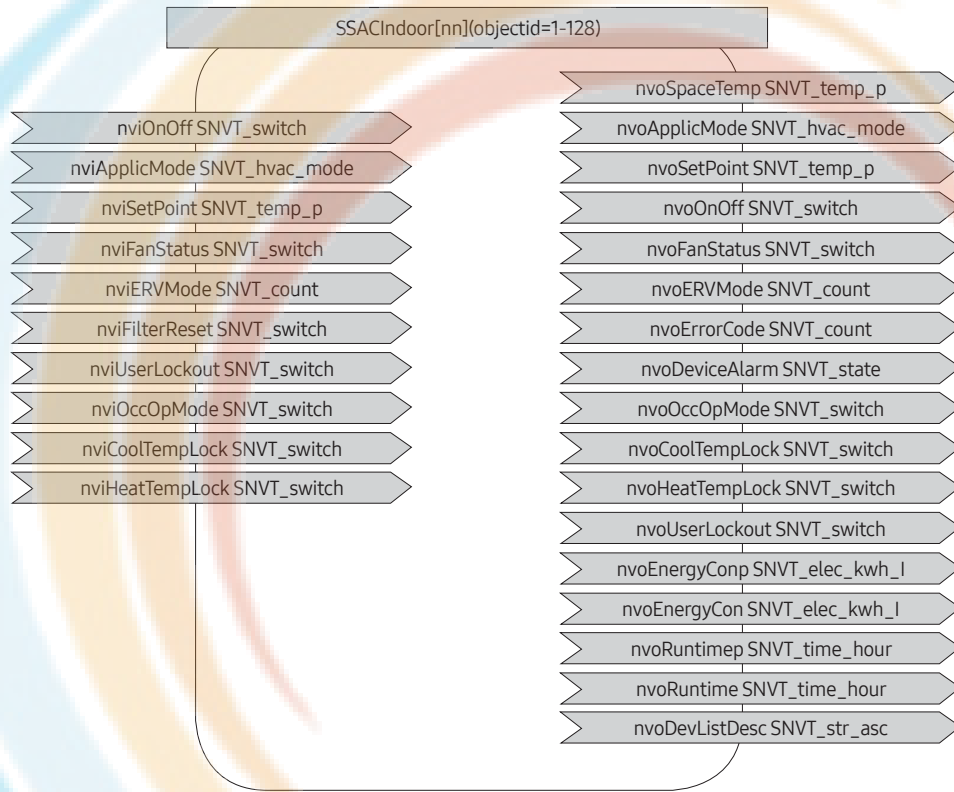 SSACIndoor[nn](objectid=1-128)
nviOnOff SNVT_switch
nviApplicMode SNVT_hvac_mode
nviSetPoint SNVT_temp_p
nviFanStatus SNVT_switch
nviERVMode SNVT_count
nviFilterReset SNVT_switch
nviUserLockout SNVT_switch
nviOccOpMode SNVT_switch
nviCoolTempLock SNVT_switch
nviHeatTempLock SNVT_switch
nvoSpaceTemp SNVT_temp_p
nvoApplicMode SNVT_hvac_mode
nvoSetPoint SNVT_temp_p
nvoOnOff SNVT_switch
nvoFanStatus SNVT_switch
nvoERVMode SNVT_count
nvoErrorCode SNVT_count
nvoDeviceAlarm SNVT_state
nvoOccOpMode SNVT_switch
nvoCoolTempLock SNVT_switch
nvoHeatTempLock SNVT_switch
nvoUserLockout SNVT_switch
nvoEnergyConp SNVT_elec_kwh_I
nvoEnergyCon SNVT_elec_kwh_I
nvoRuntimep SNVT_time_hour
nvoRuntime SNVT_time_hour
nvoDevListDesc SNVT_str_asc